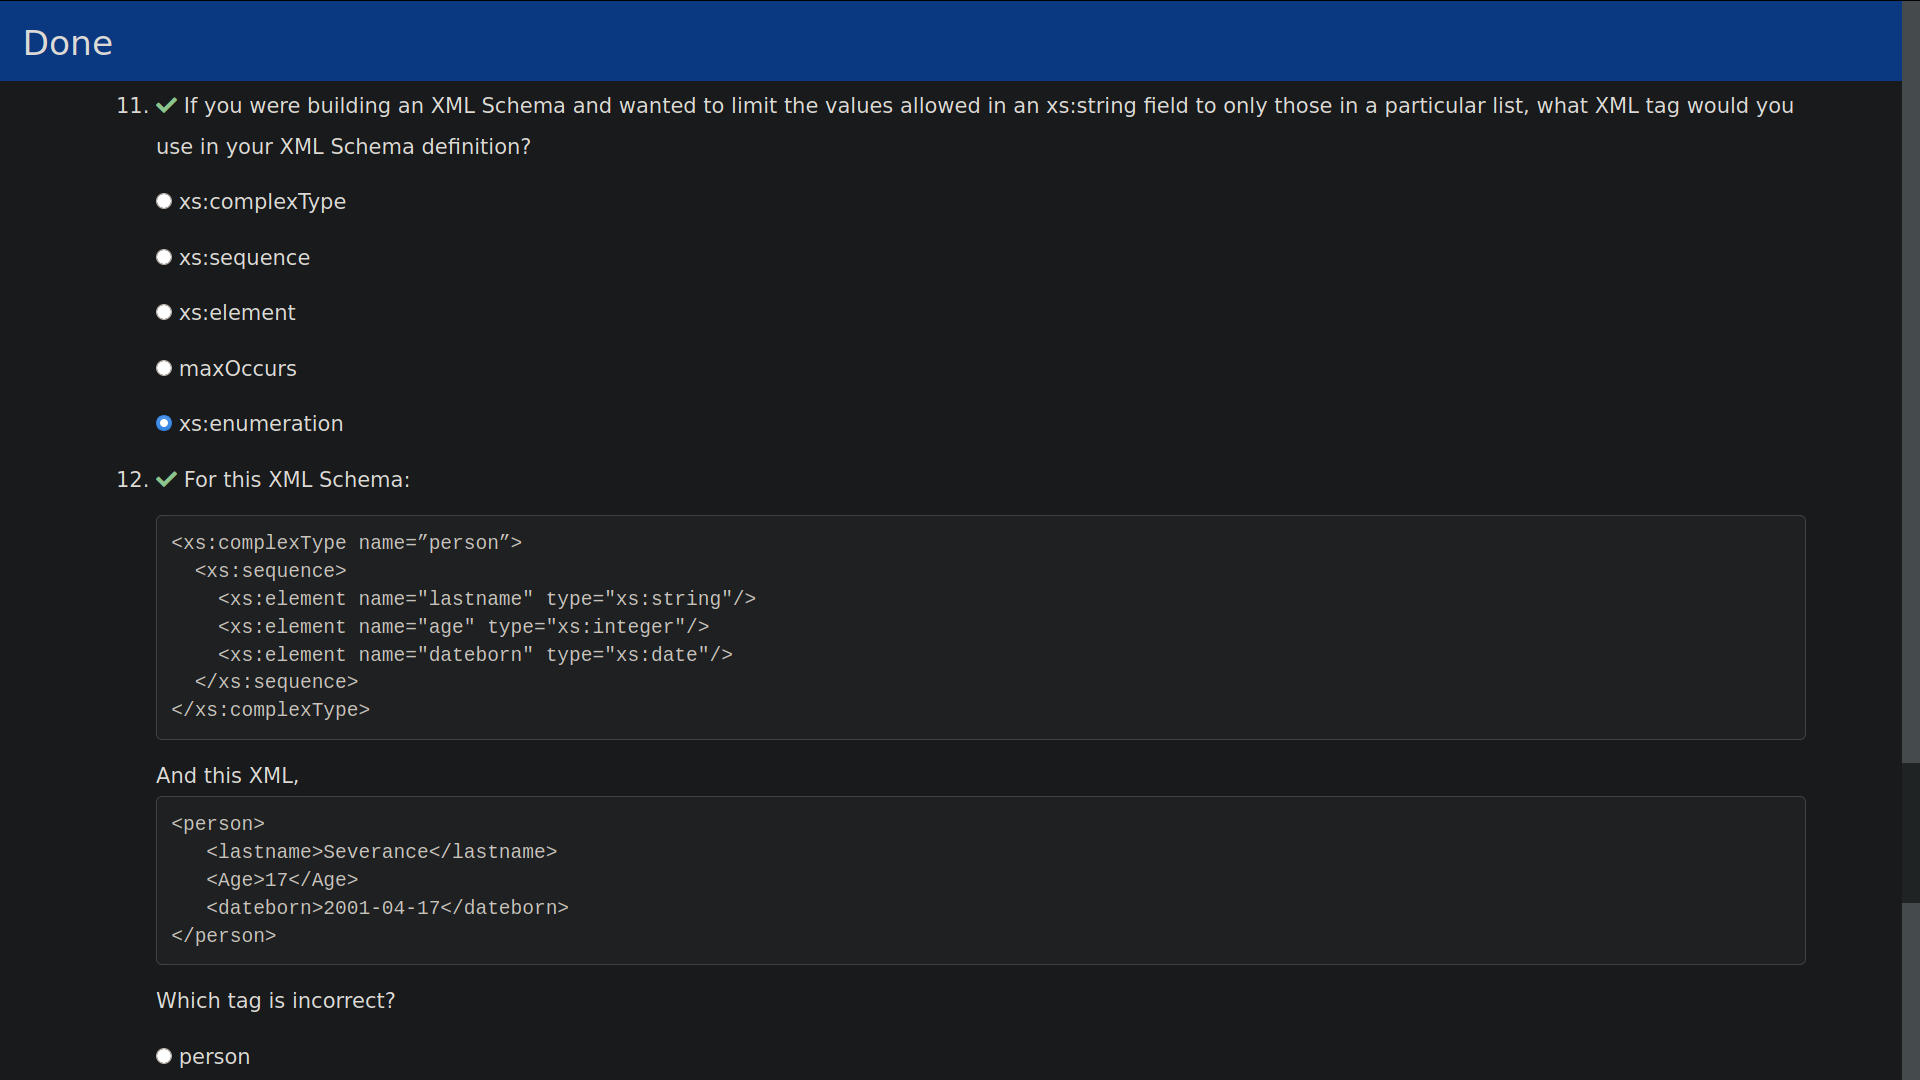 Done
11. ✔ If you were building an XML Schema and wanted to limit the values allowed in an xs:string field to only those in a particular list, what XML tag would you
use in your XML Schema definition?
xs:complexType
xs:sequence
xs:element
maxOccurs
xs:enumeration
12. ✔ For this XML Schema:
<xs:complexType name=”person”>
  <xs:sequence>
    <xs:element name="lastname" type="xs:string"/>
    <xs:element name="age" type="xs:integer"/>
    <xs:element name="dateborn" type="xs:date"/>
  </xs:sequence>
</xs:complexType>
And this XML,
<person>
   <lastname>Severance</lastname>
   <Age>17</Age>
   <dateborn>2001-04-17</dateborn>
</person>
Which tag is incorrect?
person